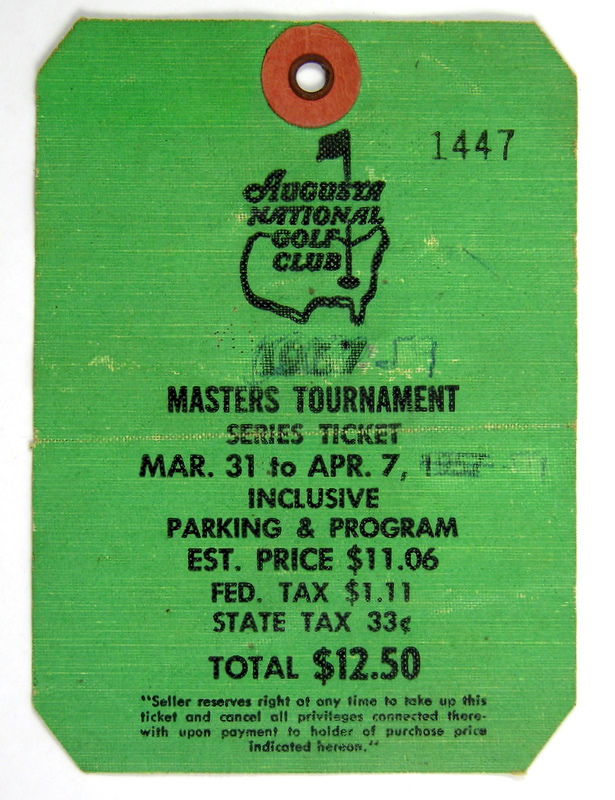 1447
AUGUSTA
NATIONAL
GOLF
CLUB
1957
MASTERS TOURNAMENT
SERIES TICKET
MAR. 31 to APR. 7, 1957
INCLUSIVE
PARKING & PROGRAM
EST. PRICE $11.06
FED. TAX $1.11
STATE TAX 33¢
TOTAL $12.50
"Seller reserves right at any time to take up this
ticket and cancel all privileges connected there-
with upon payment to holder of purchase price
indicated hereon."